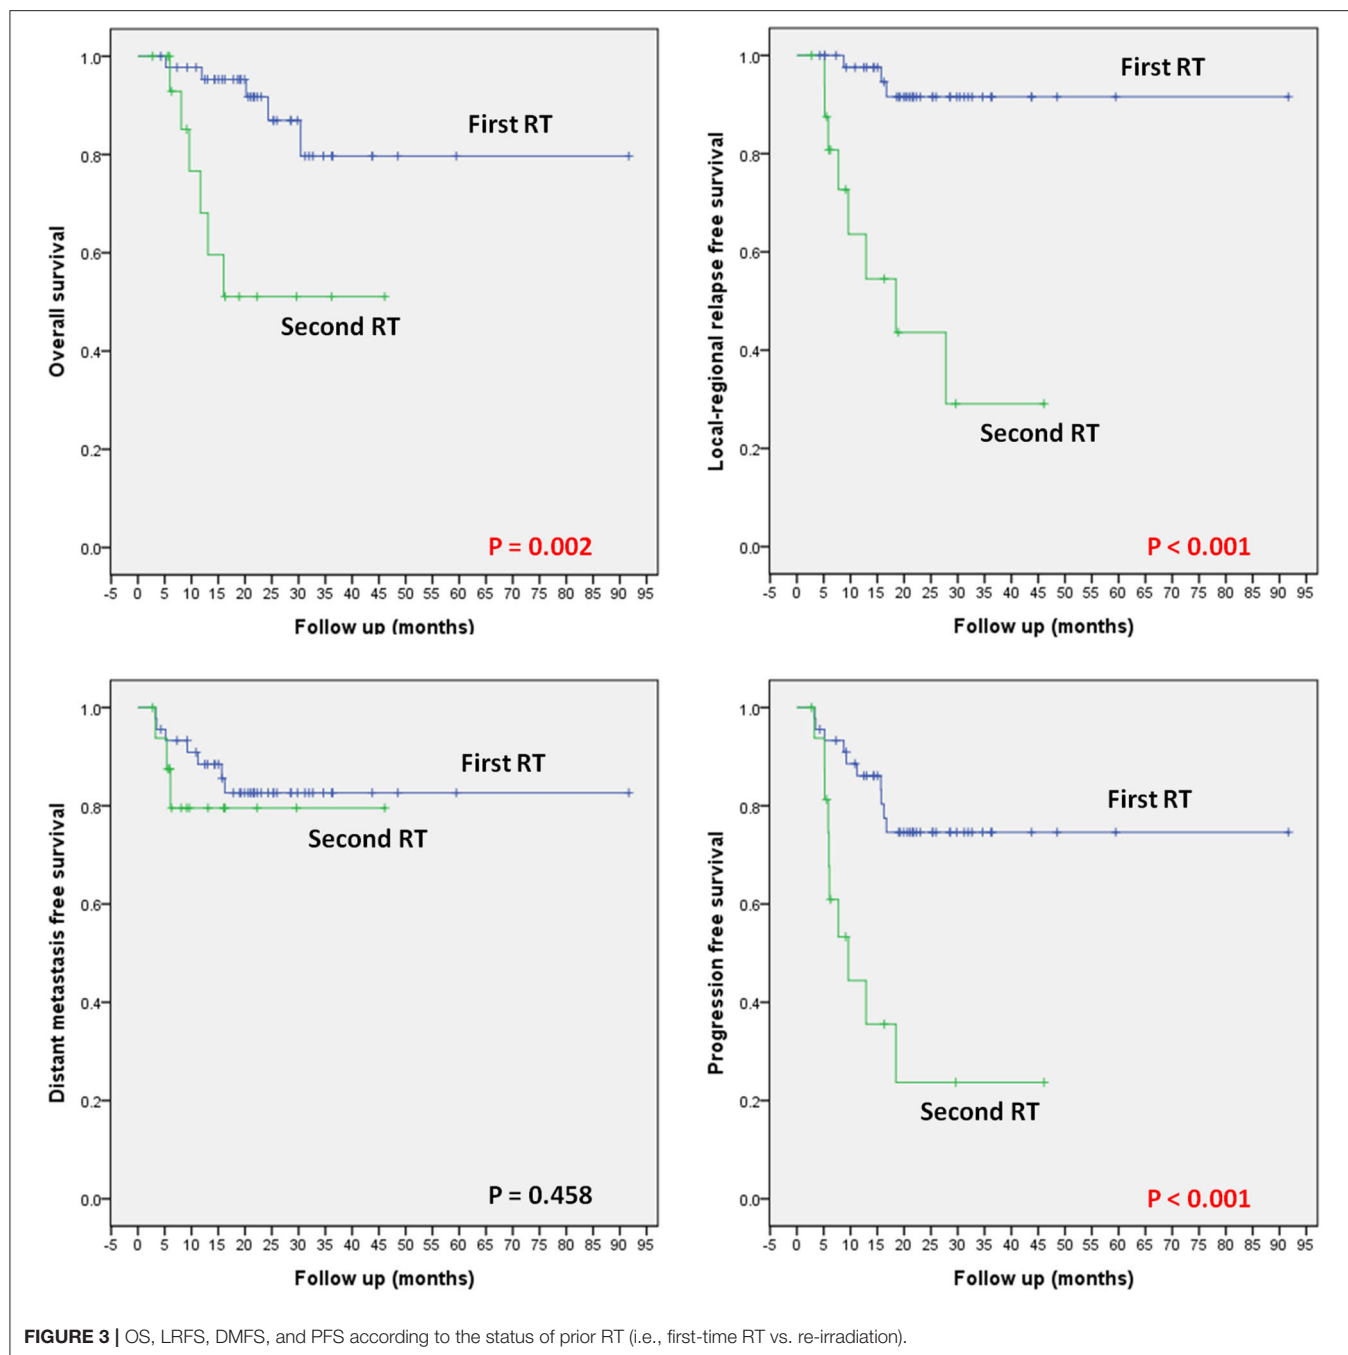 Overall survival
1.0
0.8
0.6
0.4
0.2
0.0
First RT
Second RT
P = 0.002
-5 0 5 10 15 20 25 30 35 40 45 50 55 60 65 70 75 80 85 90 95
Follow up (months)
Local-regional relapse free survival
1.0
0.8
0.6
0.4
0.2
0.0
First RT
Second RT
P < 0.001
-5 0 5 10 15 20 25 30 35 40 45 50 55 60 65 70 75 80 85 90 95
Follow up (months)
Distant metastasis free survival
1.0
0.8
0.6
0.4
0.2
0.0
First RT
Second RT
P = 0.458
-5 0 5 10 15 20 25 30 35 40 45 50 55 60 65 70 75 80 85 90 95
Follow up (months)
Progression free survival
1.0
0.8
0.6
0.4
0.2
0.0
First RT
Second RT
P < 0.001
-5 0 5 10 15 20 25 30 35 40 45 50 55 60 65 70 75 80 85 90 95
Follow up (months)
FIGURE 3 | OS, LRFS, DMFS, and PFS according to the status of prior RT (i.e., first-time RT vs. re-irradiation).